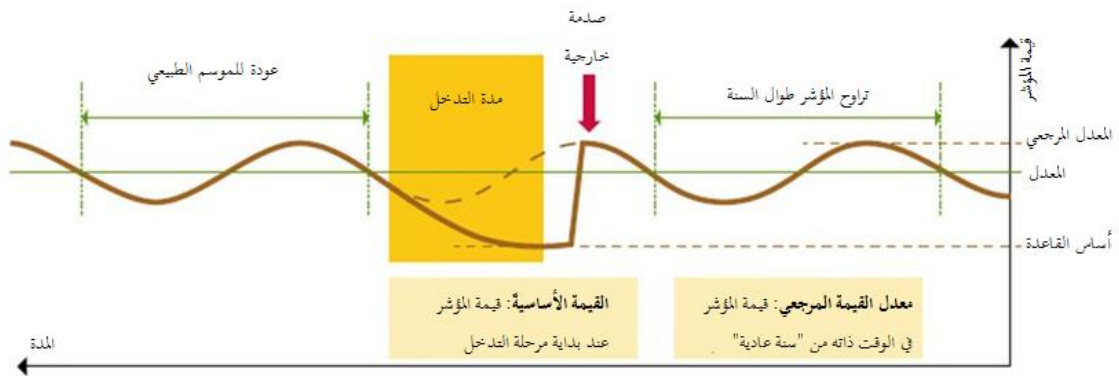 صدمة
خارجية
قيمة المؤشر
عودة للموسم الطبيعي
مدة التدخل
تراوح المؤشر طوال السنة
المعدل المرجعي
المعدل
أساس القاعدة
معدل القيمة المرجعي: قيمة المؤشر
في الوقت ذاته من "سنة عادية"
القيمة الأساسيةّ: قيمة المؤشر
عند بداية مرحلة التدخل
المدة